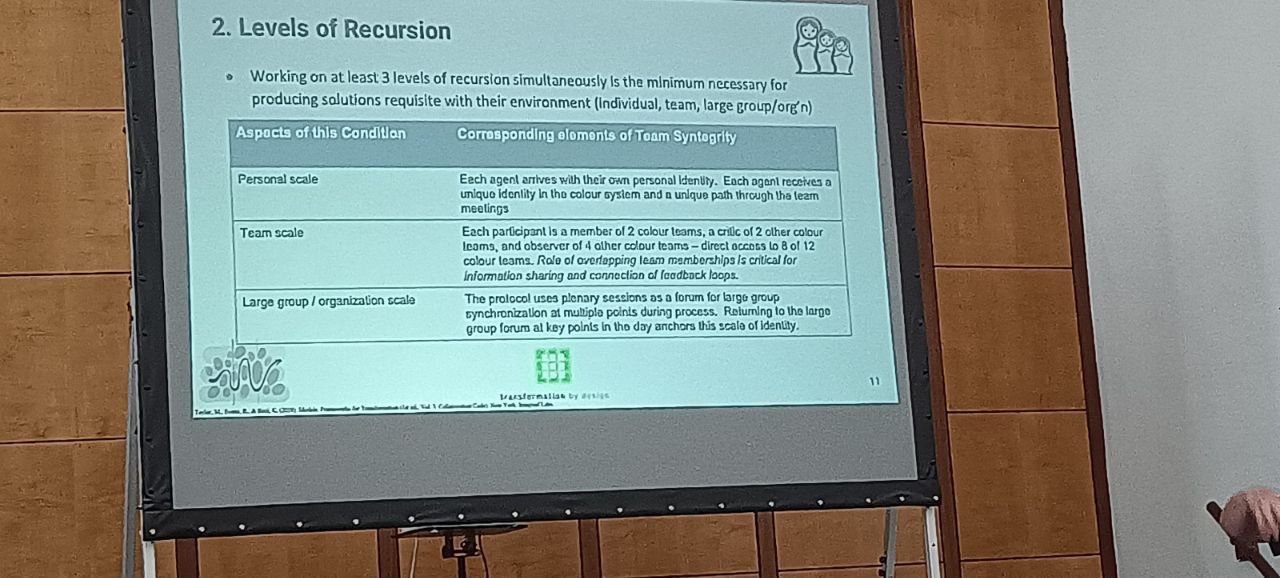 2. Levels of Recursion
• Working on at least 3 levels of recursion simultaneously is the minimum necessary for
producing solutions requisite with their environment (individual, team, large group/org'n)
Aspects of this Condition
Corresponding elements of Team Syntegrity
Personal scale
Each agent arrives with their own personal identity. Each agent receives a
unique identity in the colour system and a unique path through the team
meetings
Team scale
Each participant is a member of 2 colour teams, a critic of 2 other colour
teams, and observer of 4 other colour teams – direct access to 8 of 12
colour teams. Role of overlapping team memberships is critical for
information sharing and connection of feedback loops.
Large group / organization scale
The protocol uses plenary sessions as a forum for large group
synchronization at multiple points during process. Returning to the large
group forum at key points in the day anchors this scale of identity.
transformation by design
11